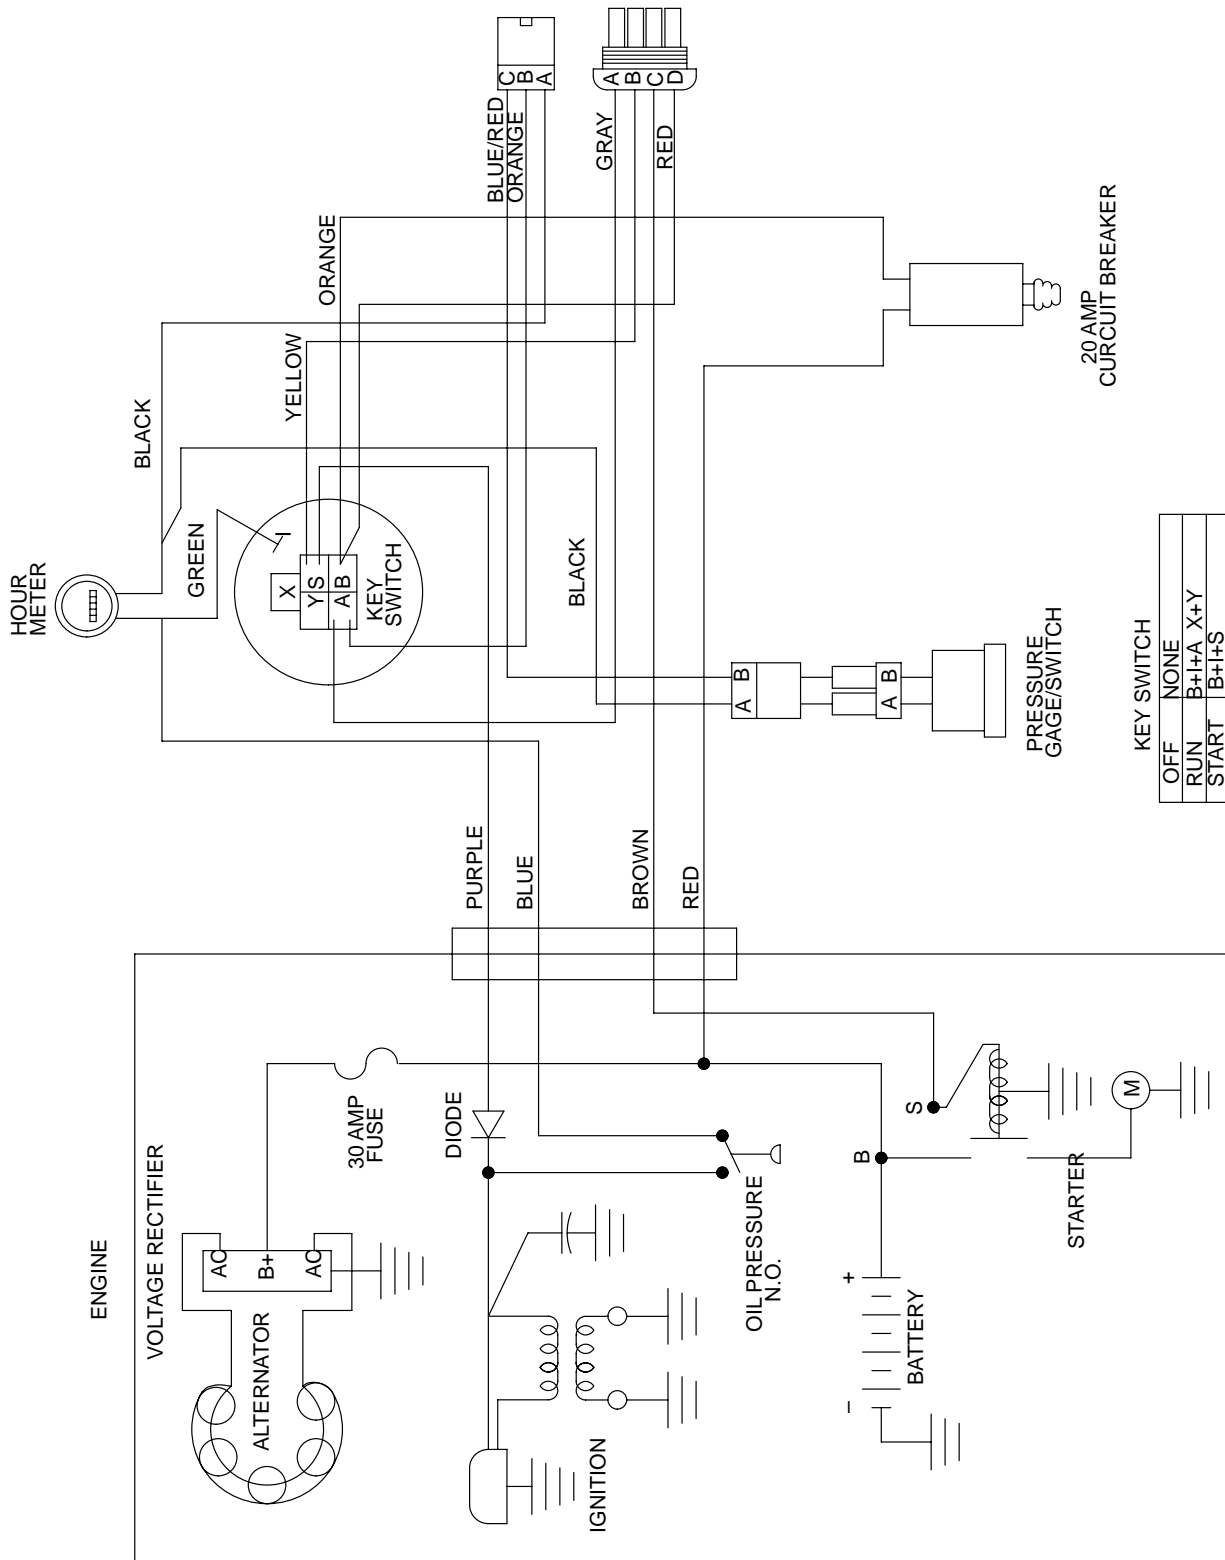 HOUR
METER
BLACK
GREEN
X
Y S
A B
I
KEY
SWITCH
YELLOW
ORANGE
BLUE/RED
ORANGE
C
B
A
GRAY
RED
A
B
C
D
BLACK
20 AMP
CURCUIT BREAKER
A B
A B
PRESSURE
GAGE/SWITCH
KEY SWITCH
OFF NONE
RUN B+I+A X+Y
START B+I+S
PURPLE
BLUE
BROWN
RED
ENGINE
VOLTAGE RECTIFIER
AC
B+
AC
ALTERNATOR
30 AMP
FUSE
DIODE
IGNITION
OIL PRESSURE
N.O.
S
B
M
STARTER
+
–
BATTERY